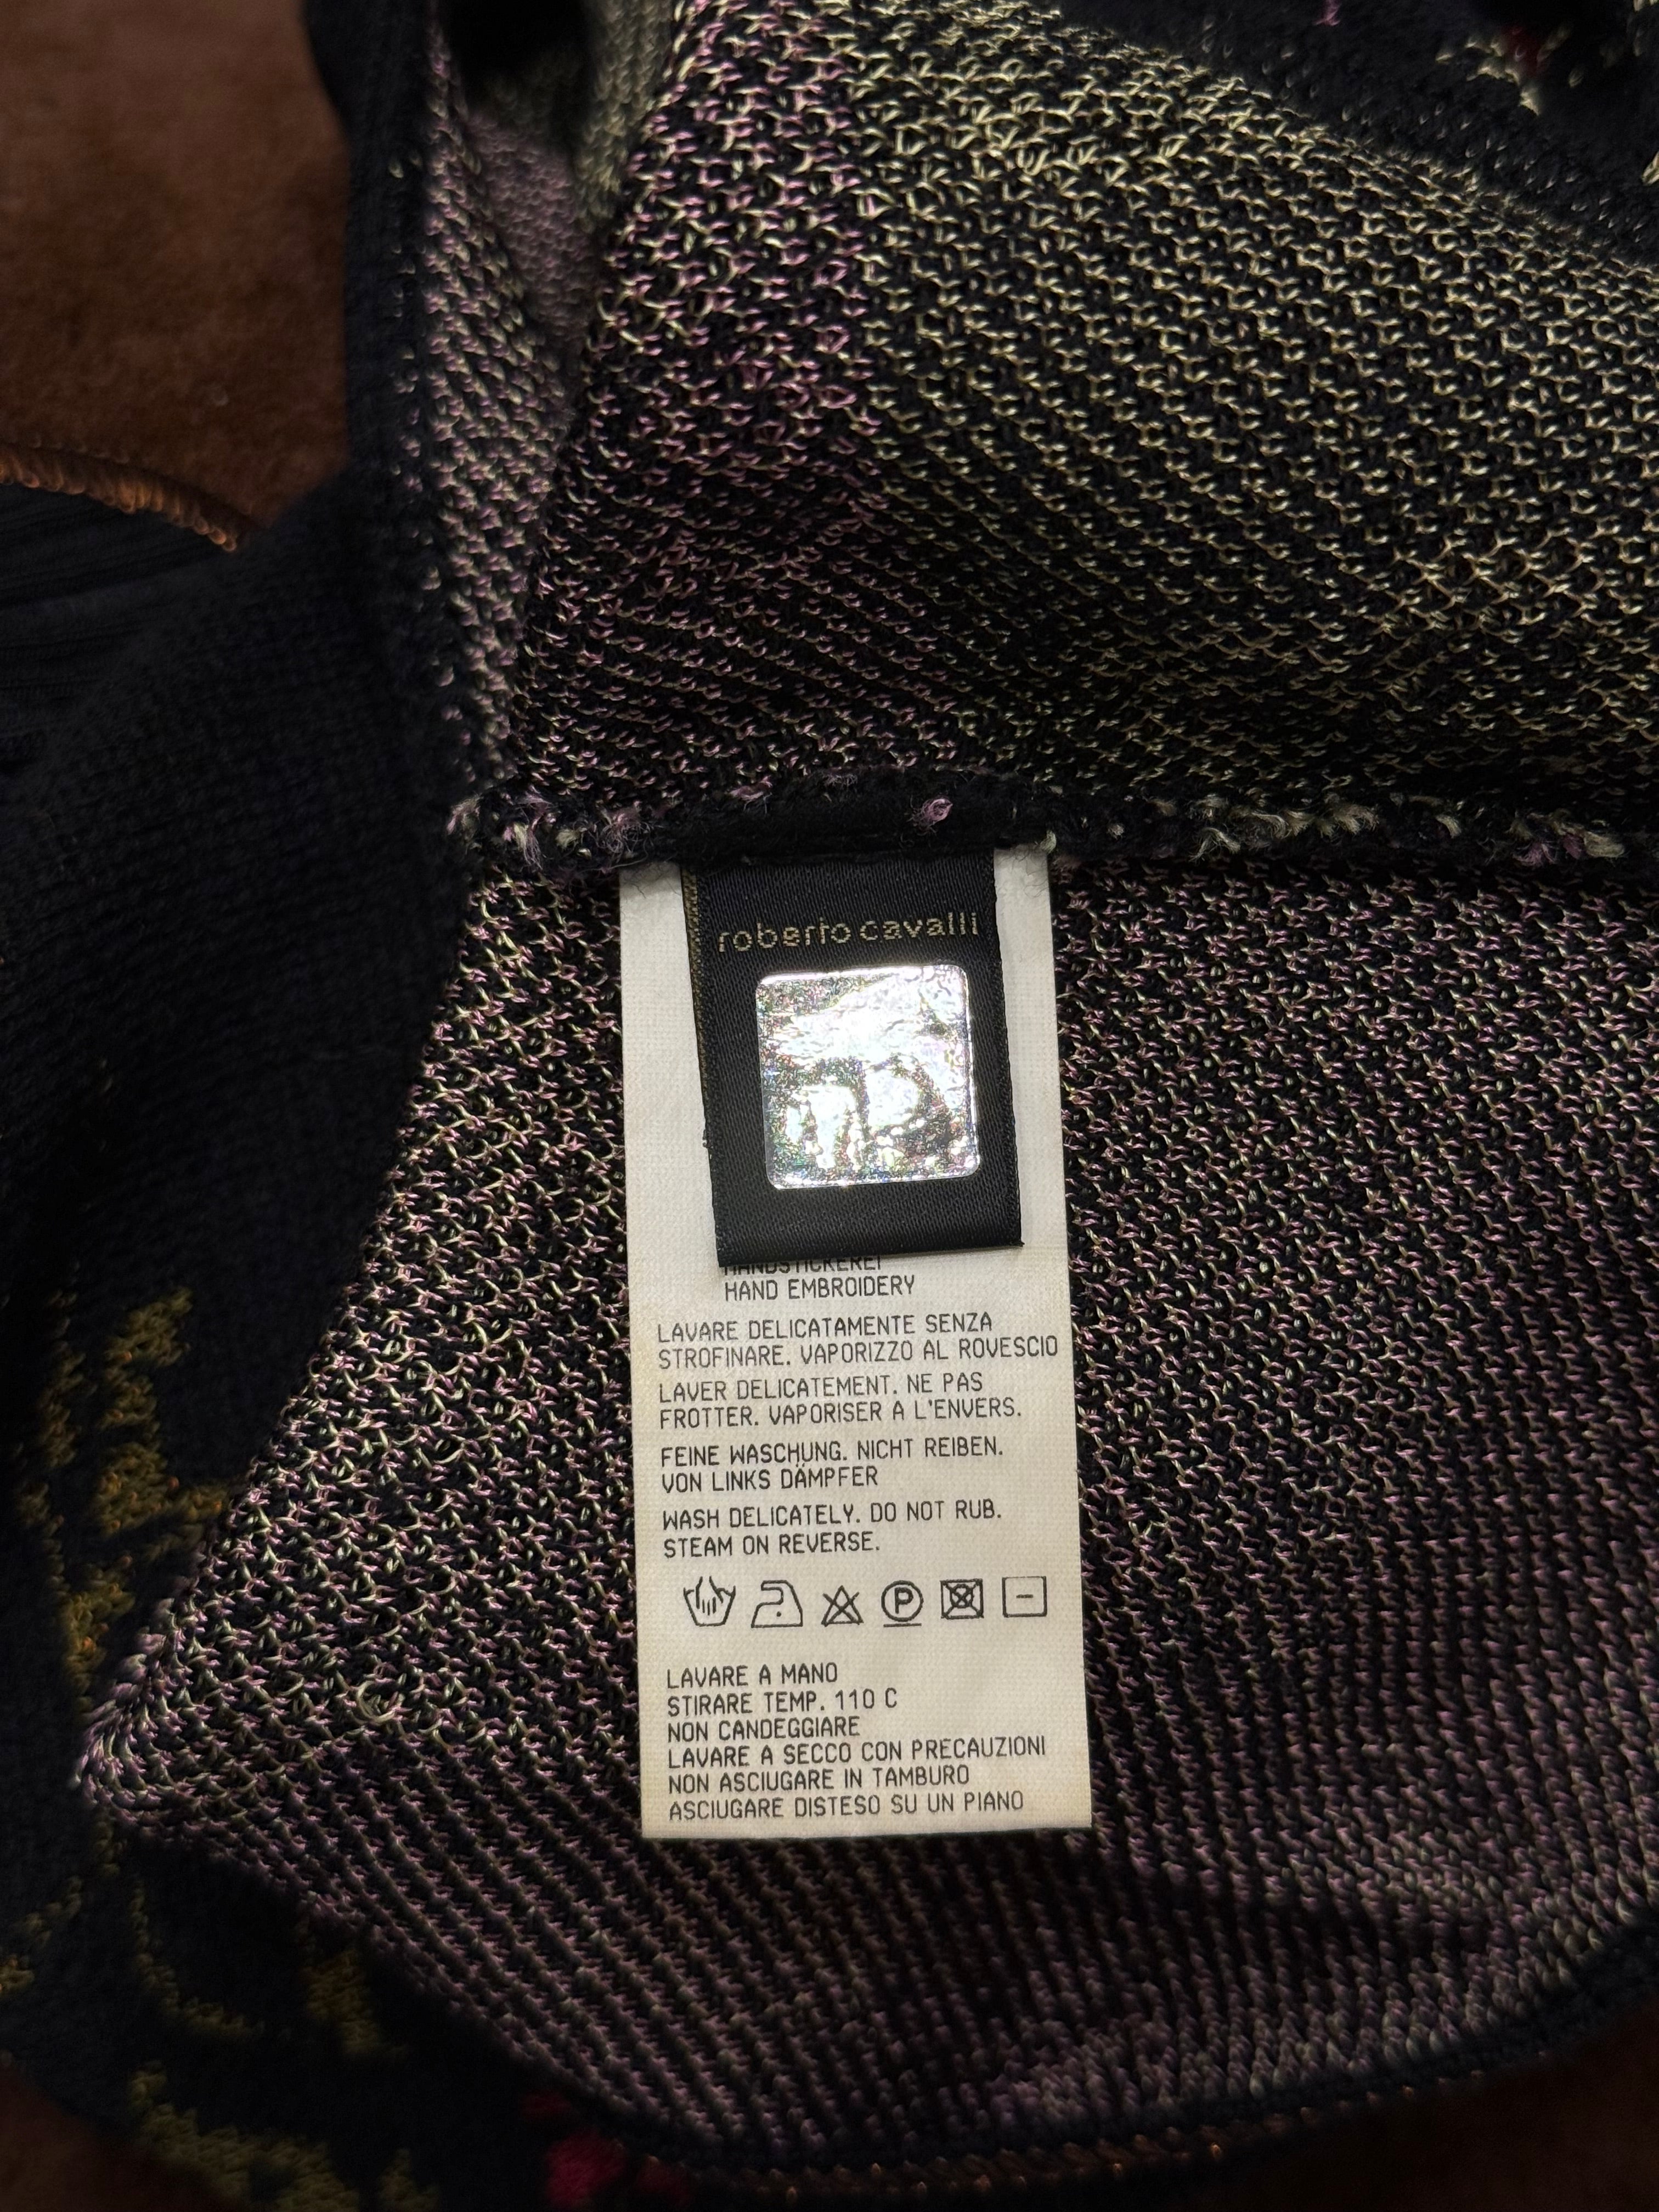 roberto cavalli
HANDSTICKEREI
HAND EMBROIDERY
LAVARE DELICATAMENTE SENZA
STROFINARE. VAPORIZZO AL ROVESCIO
LAVER DELICATEMENT. NE PAS
FROTTER. VAPORISER A L'ENVERS.
FEINE WASCHUNG. NICHT REIBEN.
VON LINKS DÄMPFER
WASH DELICATELY. DO NOT RUB.
STEAM ON REVERSE.
P
LAVARE A MANO
STIRARE TEMP. 110 C
NON CANDEGGIARE
LAVARE A SECCO CON PRECAUZIONI
NON ASCIUGARE IN TAMBURO
ASCIUGARE DISTESO SU UN PIANO